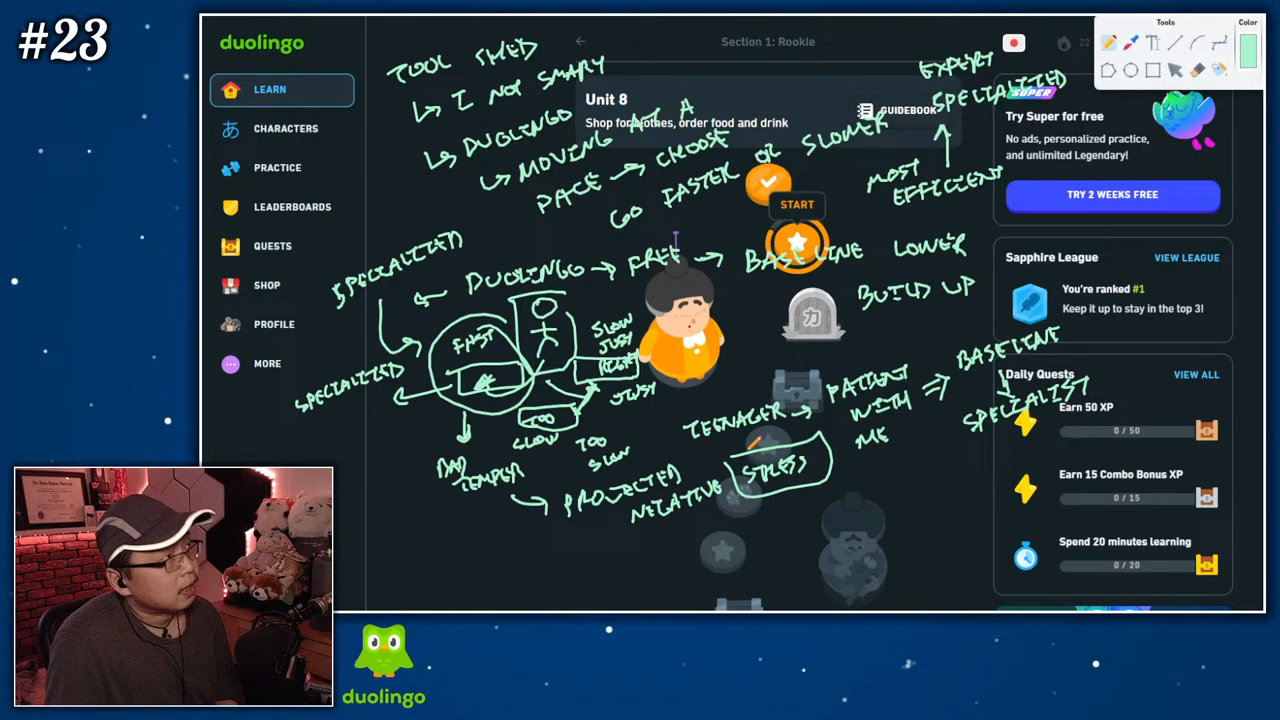 #23
duolingo
LEARN
CHARACTERS
PRACTICE
LEADERBOARDS
QUESTS
SHOP
PROFILE
MORE
Section 1: Rookie
22
Tools
Color
Unit 8
Shop for clothes, order food and drink
GUIDEBOOK
START
力
SUPER
Try Super for free
No ads, personalized practice,
and unlimited Legendary!
TRY 2 WEEKS FREE
Sapphire League
VIEW LEAGUE
You're ranked #1
Keep it up to stay in the top 3!
Daily Quests
VIEW ALL
Earn 50 XP
0 / 50
Earn 15 Combo Bonus XP
0 / 15
Spend 20 minutes learning
0 / 20
TOOL SHED
I NOT SMART
DUOLINGO
MOVING AT A
PACE → CHOOSE
GO FASTER OR SLOWER
EXPERT
SPECIALIZED
MOST
EFFICIENT
SPECIALIZED
DUOLINGO → FREE → BASELINE LOWER
BUILD UP
FAST
SLOW
JUST
RIGHT
JUST
SPECIALIZED
TOO
SLOW
TOO
SLOW
BAD
TEMPER
PROJECTED
NEGATIVE
STRESS
TEENAGER → PATIENT
WITH
ME
⇒ BASELINE
SPECIALIST
duolingo